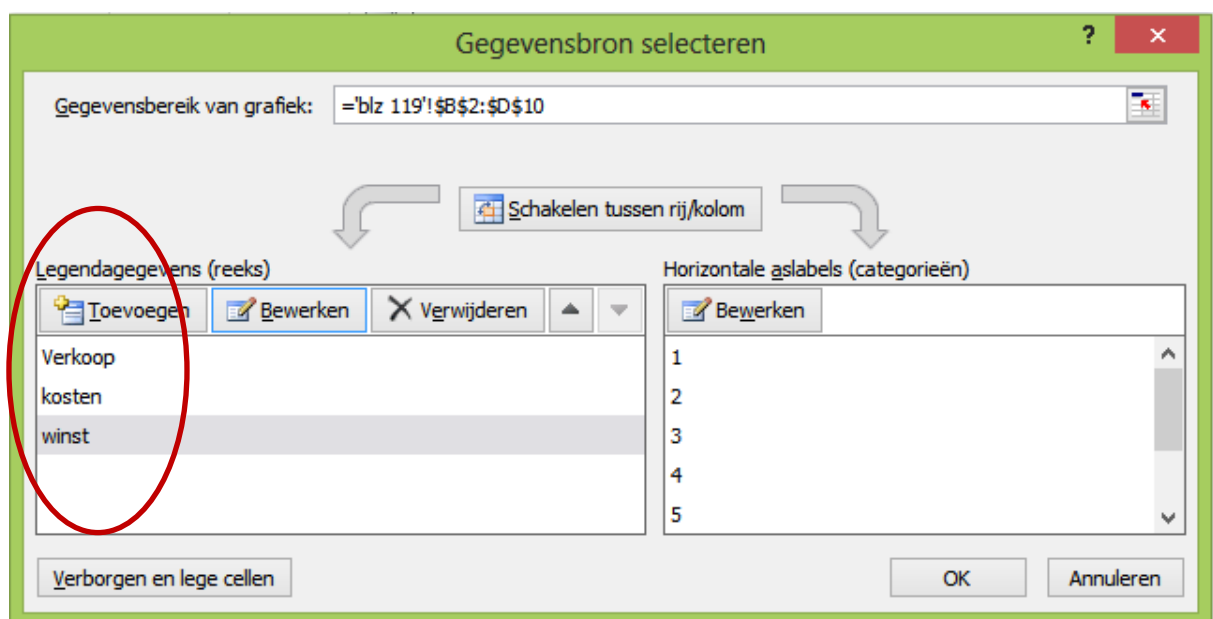 Gegevensbron selecteren ? ×
Gegevensbereik van grafiek: ='blz 119'!$B$2:$D$10
Schakelen tussen rij/kolom
Legendagegevens (reeks)
Toevoegen Bewerken Verwijderen
Verkoop
kosten
winst
Horizontale aslabels (categorieën)
Bewerken
1
2
3
4
5
Verborgen en lege cellen
OK Annuleren